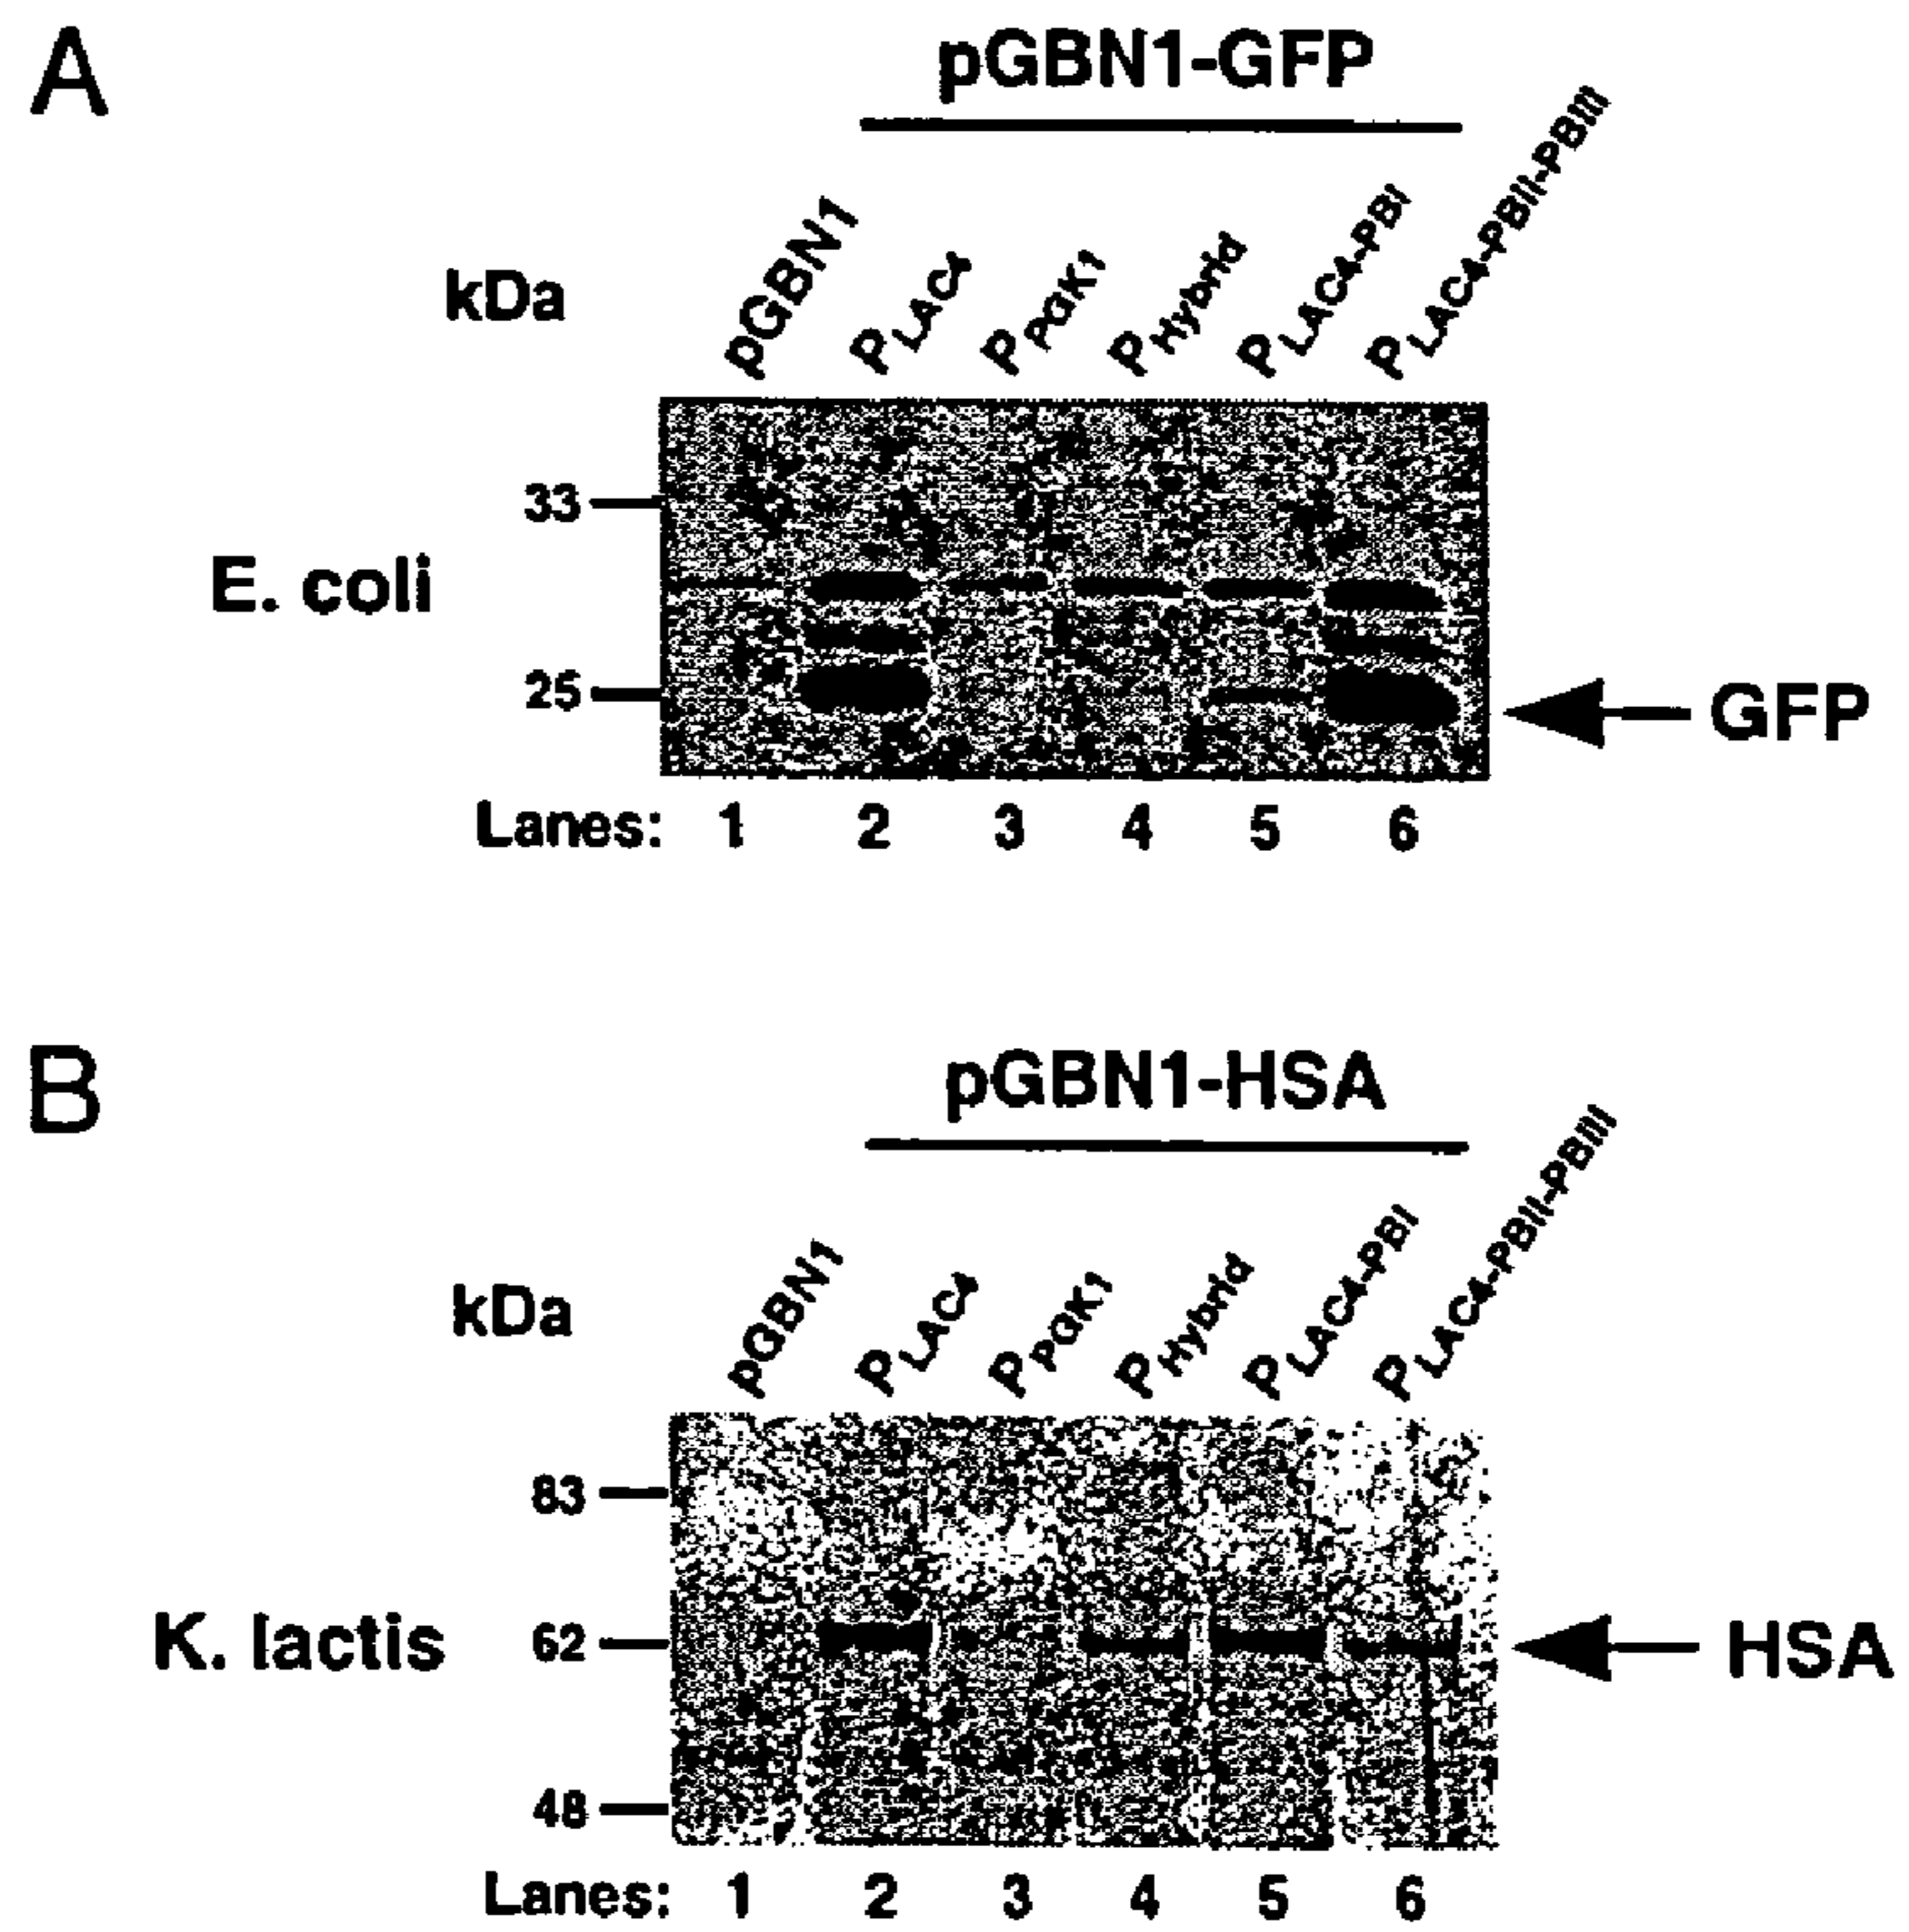 A
pGBN1-GFP
kDa
pGBN1
PLAC4
PPGK1
PHybrid
PLAC4-PBI
PLAC4-PBII-PBIII
33
E. coli
25
GFP
Lanes: 1 2 3 4 5 6
B
pGBN1-HSA
kDa
pGBN1
PLAC4
PPGK1
PHybrid
PLAC4-PBI
PLAC4-PBII-PBIII
83
K. lactis
62
HSA
48
Lanes: 1 2 3 4 5 6